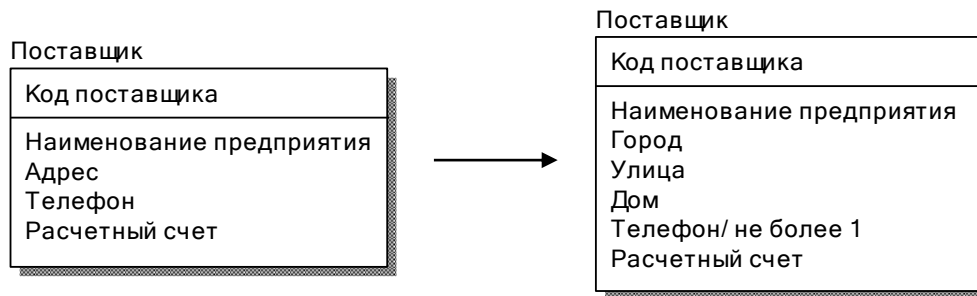 Поставщик
Код поставщика
Наименование предприятия
Адрес
Телефон
Расчетный счет
Поставщик
Код поставщика
Наименование предприятия
Город
Улица
Дом
Телефон/ не более 1
Расчетный счет